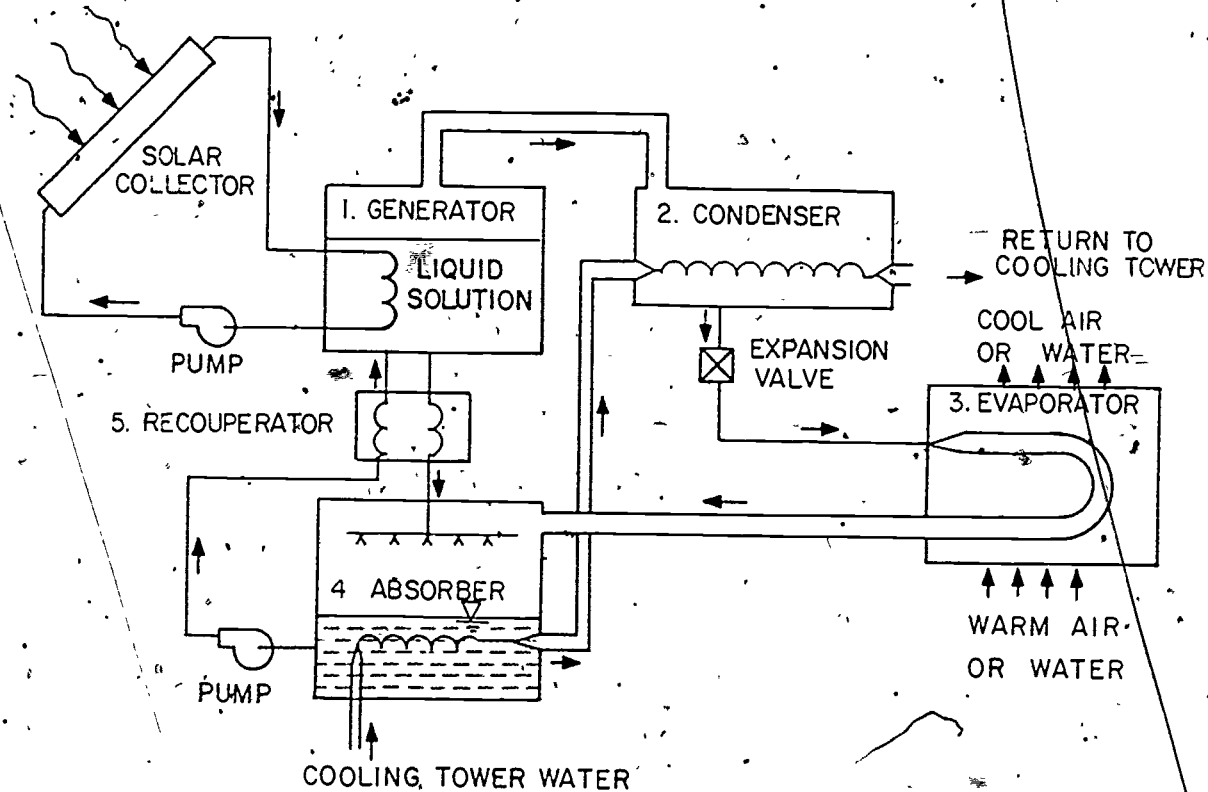 SOLAR
COLLECTOR
1. GENERATOR
2. CONDENSER
LIQUID
SOLUTION
RETURN TO
COOLING TOWER
PUMP
EXPANSION
VALVE
COOL AIR
OR WATER
3. EVAPORATOR
5. RECOUPERATOR
4 ABSORBER
WARM AIR
OR WATER
PUMP
COOLING TOWER WATER